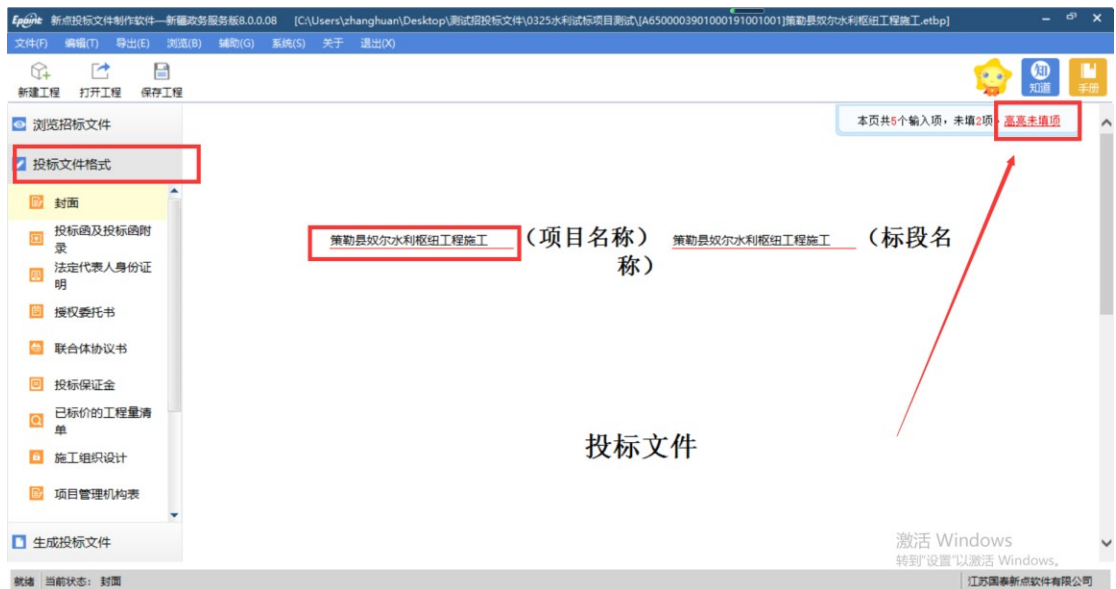 Epoint 新点投标文件制作软件—新疆政务服务版8.0.0.08 [C:\Users\zhanghuan\Desktop\测试招投标文件\0325水利试标项目测试\[A6500003901000191001001]策勒县奴尔水利枢纽工程施工.etbp]
文件(F) 编辑(T) 导出(E) 浏览(B) 辅助(G) 系统(S) 关于 退出(X)
新建工程 打开工程 保存工程
知
知道
手册
浏览招标文件
本页共5个输入项，未填2项，高亮未填项
投标文件格式
封面
投标函及投标函附
录
法定代表人身份证
明
授权委托书
联合体协议书
投标保证金
已标价的工程量清
单
施工组织设计
项目管理机构表
生成投标文件
策勒县奴尔水利枢纽工程施工 （项目名称） 策勒县奴尔水利枢纽工程施工 （标段名
称）
投标文件
激活 Windows
转到"设置"以激活 Windows。
就绪 当前状态：封面
江苏国泰新点软件有限公司